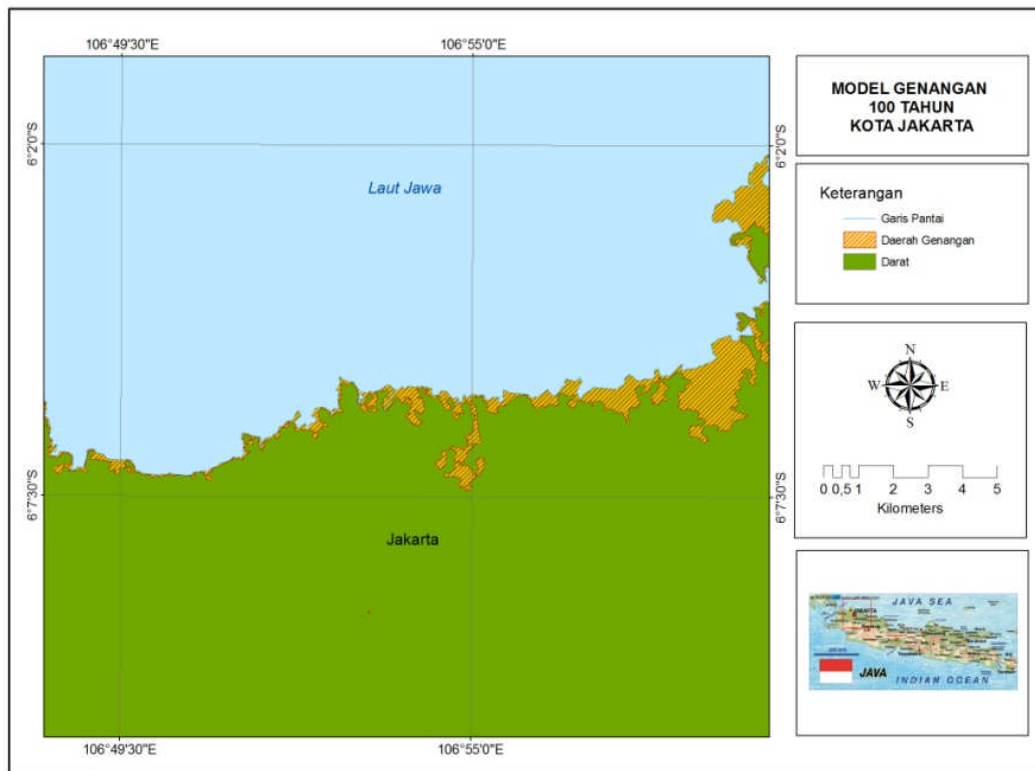 106°49'30"E
106°55'0"E
6°2'0"S
6°2'0"S
Laut Jawa
6°7'30"S
6°7'30"S
Jakarta
106°49'30"E
106°55'0"E
MODEL GENANGAN
100 TAHUN
KOTA JAKARTA
Keterangan
Garis Pantai
Daerah Genangan
Darat
N
W E
S
0 0,5 1 2 3 4 5
Kilometers
JAVA SEA
JAKARTA
JAVA
INDIAN OCEAN